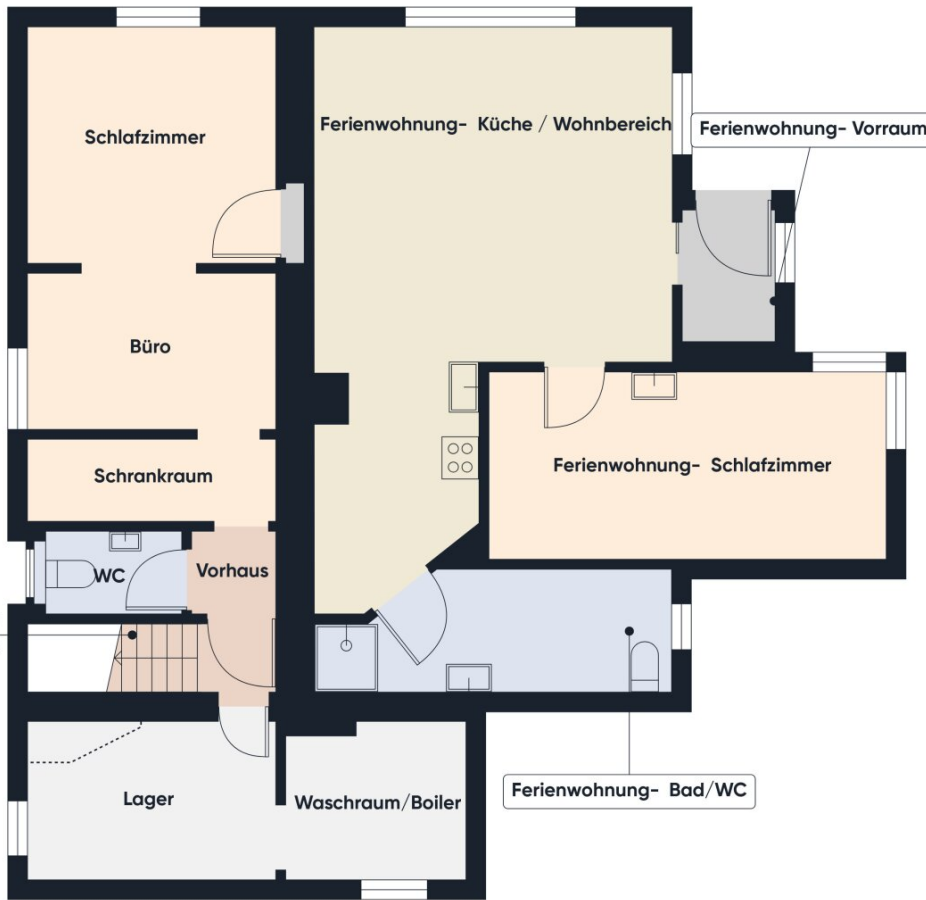 Ferienwohnung- Küche / Wohnbereich
Ferienwohnung- Vorraum
Schlafzimmer
Büro
Ferienwohnung- Schlafzimmer
Schrankraum
WC
Vorhaus
Ferienwohnung- Bad/WC
Lager
Waschraum/Boiler